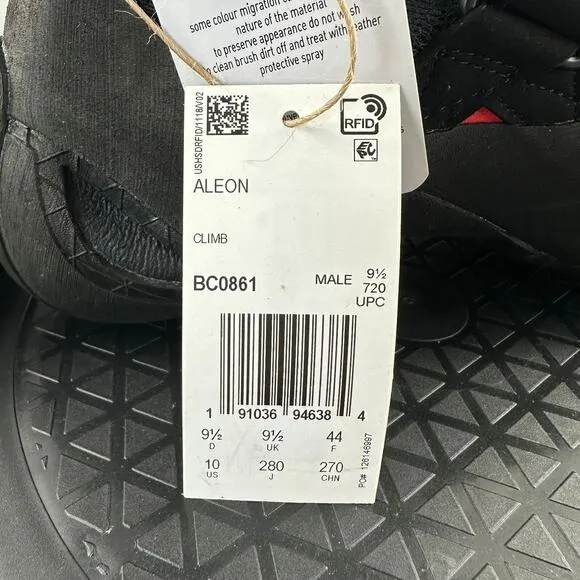 some colour migration
nature of the material
to preserve appearance do not wash
to clean brush dirt off and treat with leather
protective spray
USHSDRFID/1118/V02
RFID
ALEON
CLIMB
BC0861
MALE 9½
720
UPC
1 91036 94638 4
9½ 9½ 44
D UK F
10 280 270
US J CHN
PO# 126146997